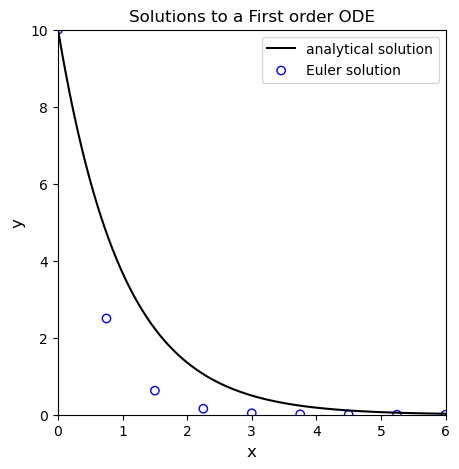 Solutions to a First order ODE
analytical solution
Euler solution
10
8
6
4
2
0
y
0 1 2 3 4 5 6
x